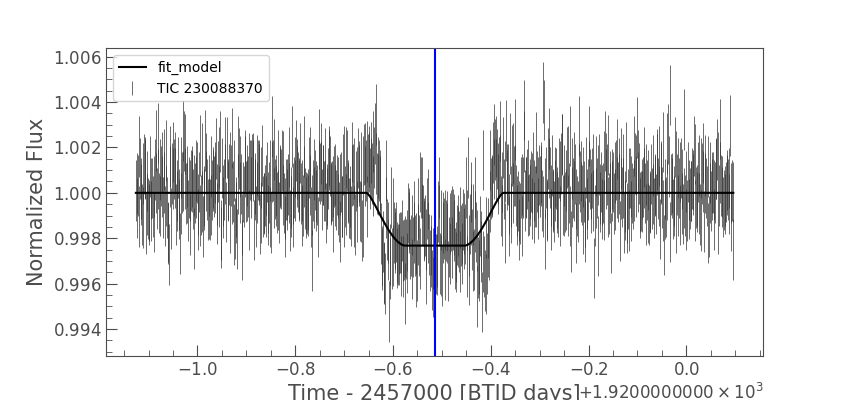 1.006
1.004
1.002
1.000
0.998
0.996
0.994
Normalized Flux
fit_model
TIC 230088370
−1.0
−0.8
−0.6
−0.4
−0.2
0.0
Time - 2457000 [BTJD days]
+1.9200000000 × 10³